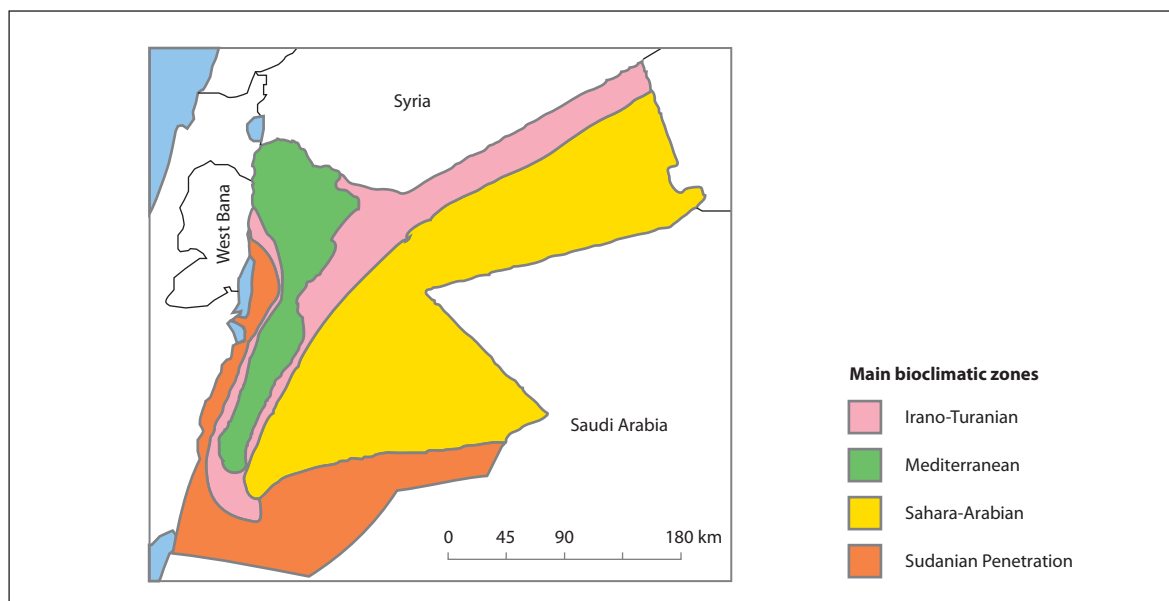 Syria
West Bana
Saudi Arabia
0 45 90 180 km
Main bioclimatic zones
Irano-Turanian
Mediterranean
Sahara-Arabian
Sudanian Penetration